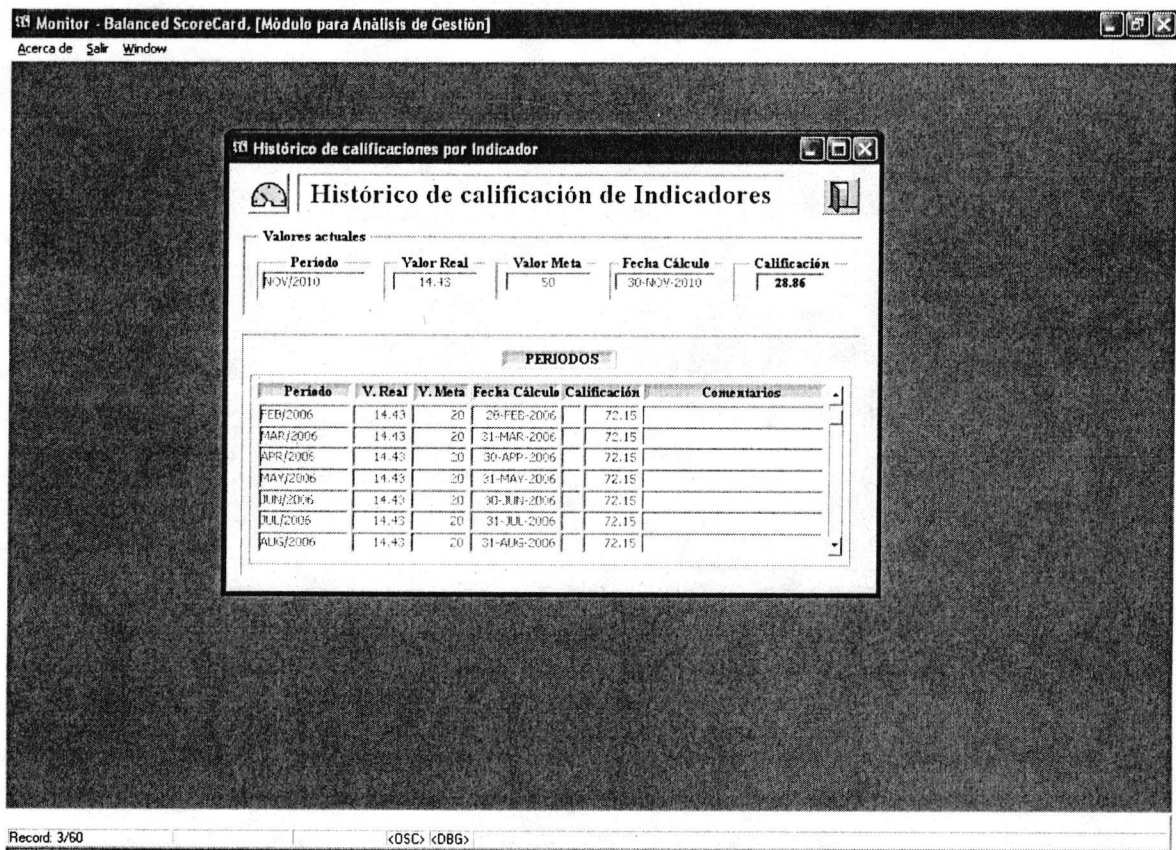 Monitor - Balanced ScoreCard, [Módulo para Análisis de Gestión]
Acerca de Salir Window
Histórico de calificaciones por Indicador
Histórico de calificación de Indicadores
Valores actuales
Período Valor Real Valor Meta Fecha Cálculo Calificación
NOV/2010 14.43 50 30-NOV-2010 28.86
PERIODOS
Período V. Real V. Meta Fecha Cálculo Calificación Comentarios
FEB/2006 14.43 20 28-FEB-2006 72.15
MAR/2006 14.43 20 31-MAR-2006 72.15
APR/2006 14.43 20 30-APR-2006 72.15
MAY/2006 14.43 20 31-MAY-2006 72.15
JUN/2006 14.43 20 30-JUN-2006 72.15
JUL/2006 14.43 20 31-JUL-2006 72.15
AUG/2006 14.43 20 31-AUG-2006 72.15
Record: 3/60 <OSC> <DBG>